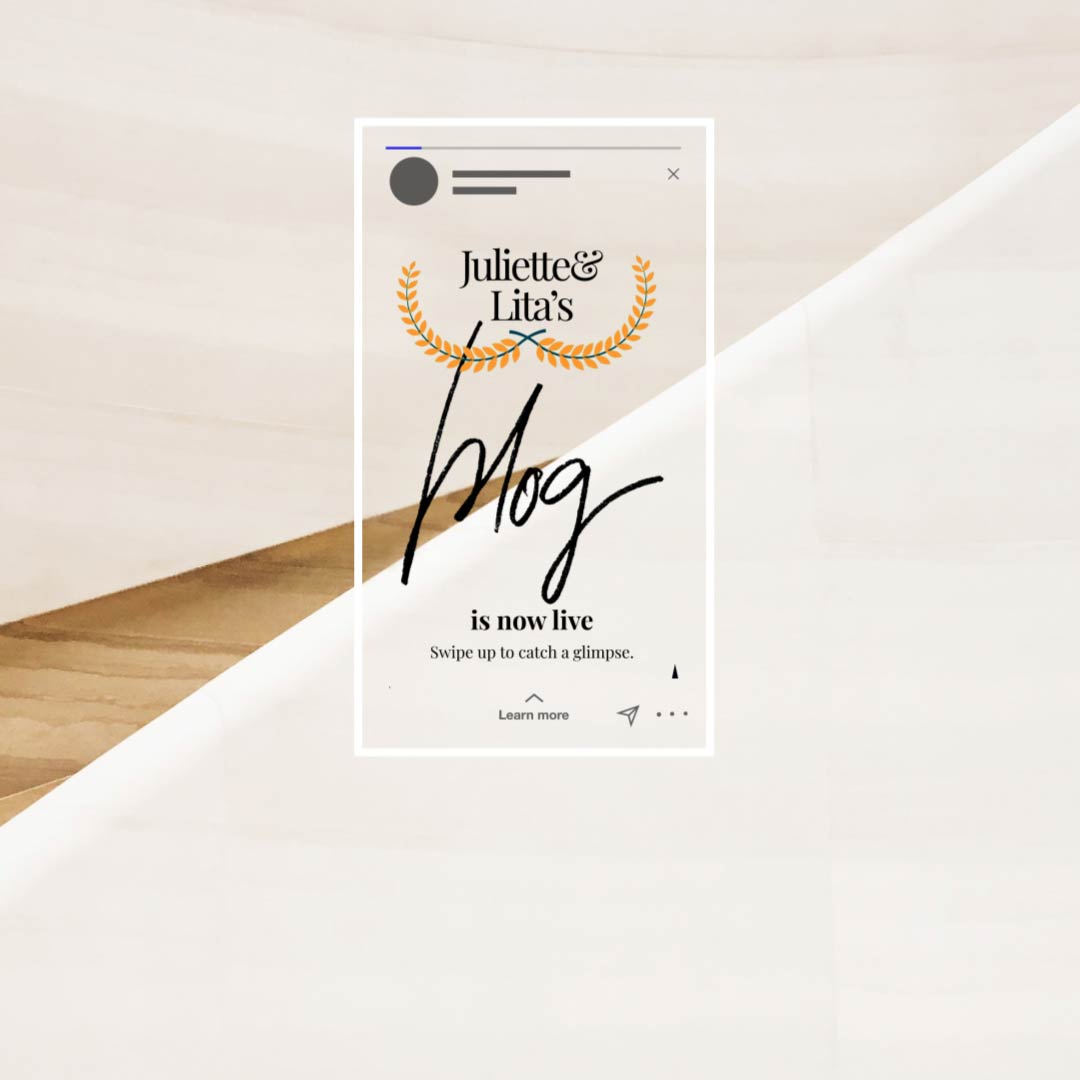 Juliette&
Lita's
blog
is now live
Swipe up to catch a glimpse.
Learn more